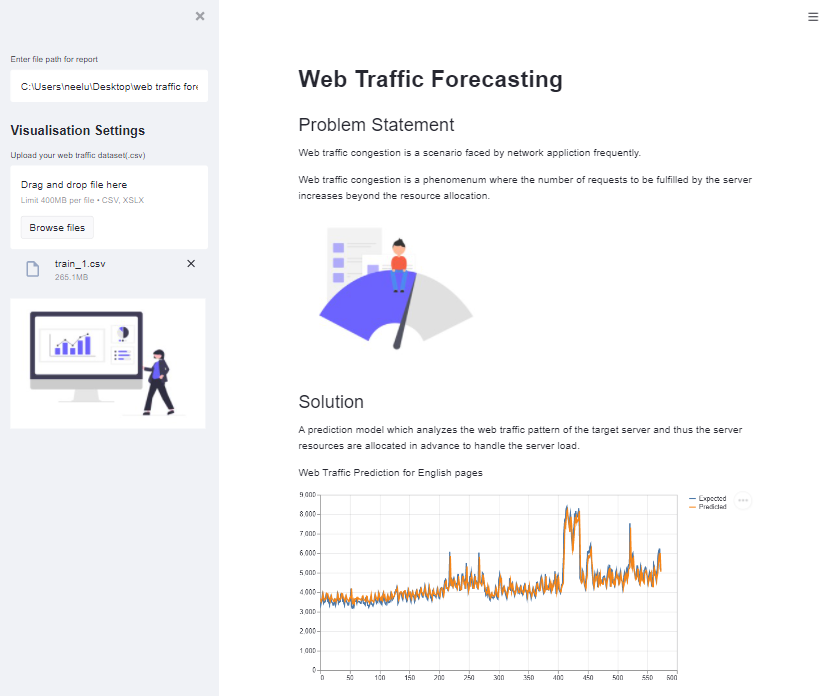 Enter file path for report
C:\Users\neelu\Desktop\web traffic fore
Visualisation Settings
Upload your web traffic dataset(.csv)
Drag and drop file here
Limit 400MB per file • CSV, XSLX
Browse files
train_1.csv
265.1MB
Web Traffic Forecasting
Problem Statement
Web traffic congestion is a scenario faced by network appliction frequently.
Web traffic congestion is a phenomenum where the number of requests to be fulfilled by the server
increases beyond the resource allocation.
Solution
A prediction model which analyzes the web traffic pattern of the target server and thus the server
resources are allocated in advance to handle the server load.
Web Traffic Prediction for English pages
9,000
8,000
7,000
6,000
5,000
4,000
3,000
2,000
1,000
0
0 50 100 150 200 250 300 350 400 450 500 550 600
Expected
Predicted